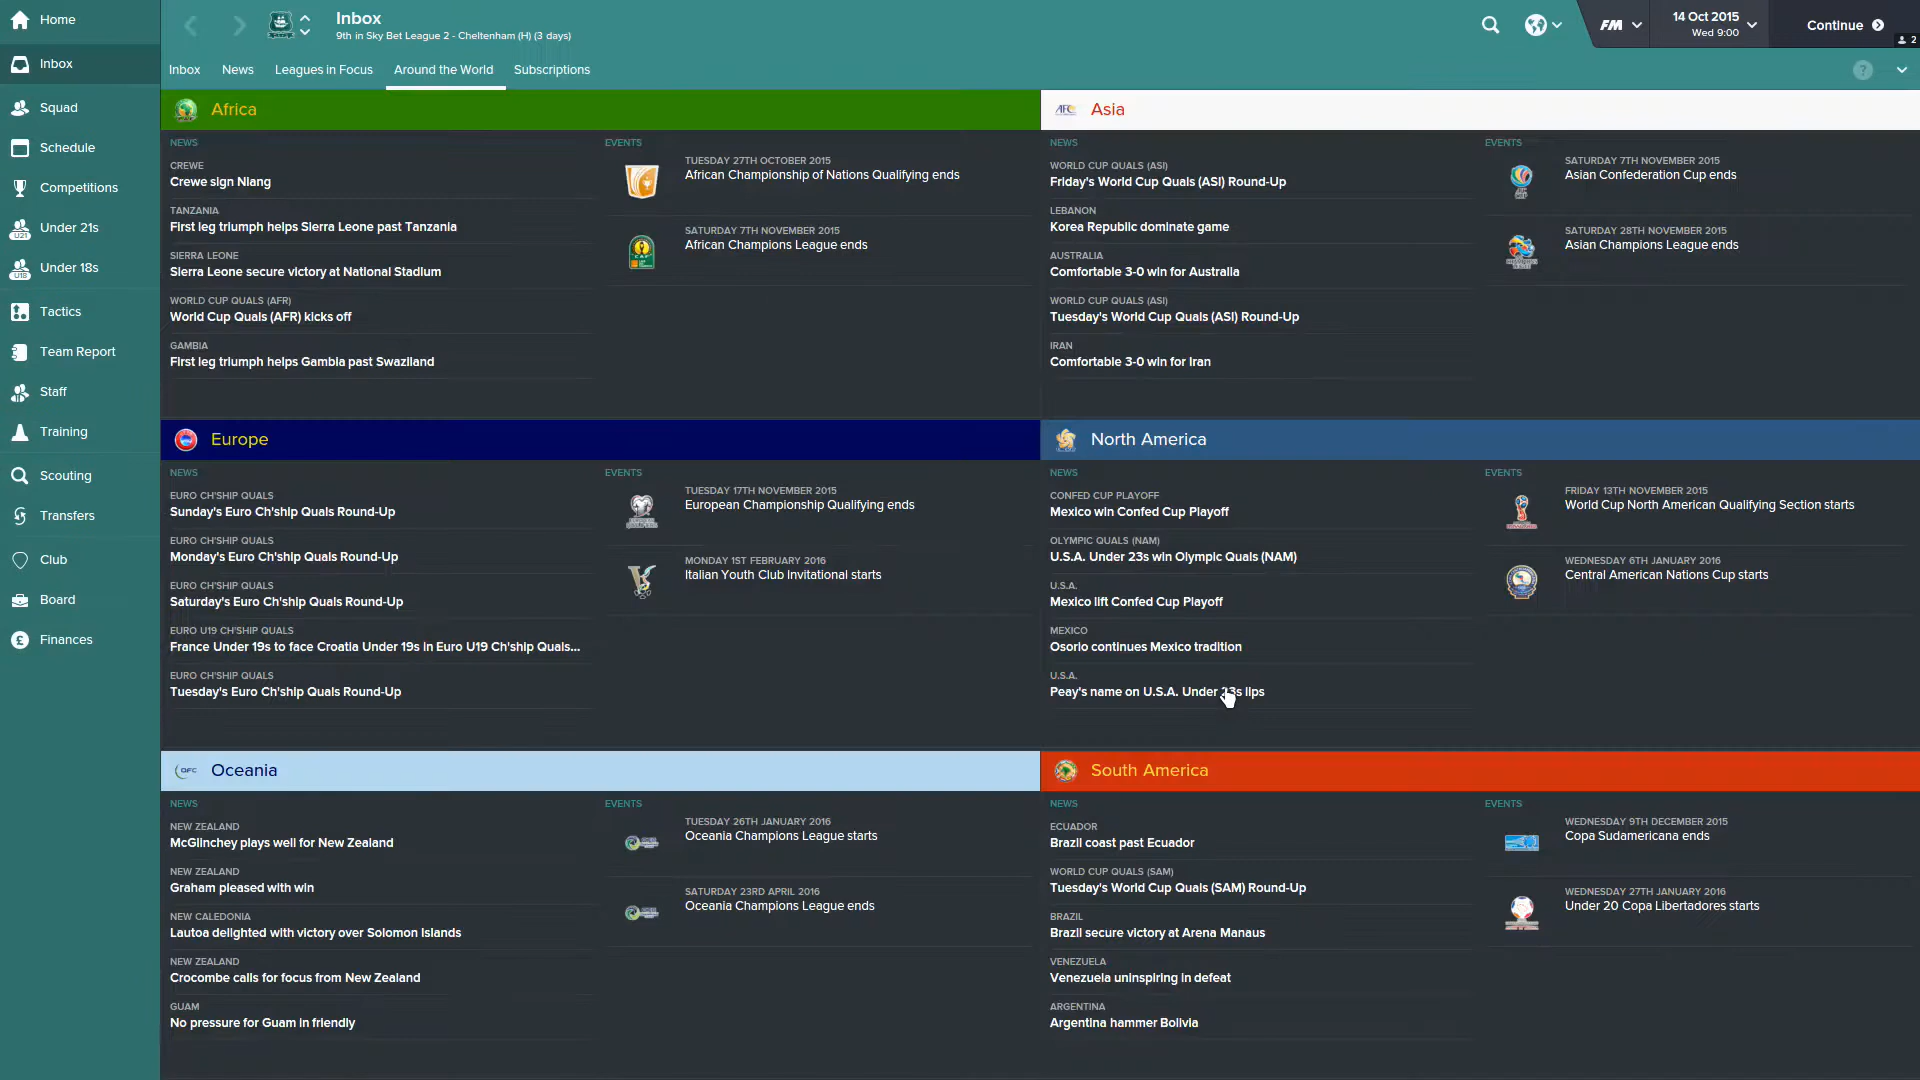 Home
Inbox
Squad
Schedule
Competitions
Under 21s
Under 18s
Tactics
Team Report
Staff
Training
Scouting
Transfers
Club
Board
Finances
Inbox
9th in Sky Bet League 2 - Cheltenham (H) (3 days)
FM
14 Oct 2015
Wed 9:00
Continue
2
Inbox
News
Leagues in Focus
Around the World
Subscriptions
?
Africa
NEWS
CREWE
Crewe sign Niang
TANZANIA
First leg triumph helps Sierra Leone past Tanzania
SIERRA LEONE
Sierra Leone secure victory at National Stadium
WORLD CUP QUALS (AFR)
World Cup Quals (AFR) kicks off
GAMBIA
First leg triumph helps Gambia past Swaziland
EVENTS
TUESDAY 27TH OCTOBER 2015
African Championship of Nations Qualifying ends
SATURDAY 7TH NOVEMBER 2015
African Champions League ends
AFC
Asia
NEWS
WORLD CUP QUALS (ASI)
Friday's World Cup Quals (ASI) Round-Up
LEBANON
Korea Republic dominate game
AUSTRALIA
Comfortable 3-0 win for Australia
WORLD CUP QUALS (ASI)
Tuesday's World Cup Quals (ASI) Round-Up
IRAN
Comfortable 3-0 win for Iran
EVENTS
SATURDAY 7TH NOVEMBER 2015
Asian Confederation Cup ends
SATURDAY 28TH NOVEMBER 2015
Asian Champions League ends
Europe
NEWS
EURO CH'SHIP QUALS
Sunday's Euro Ch'ship Quals Round-Up
EURO CH'SHIP QUALS
Monday's Euro Ch'ship Quals Round-Up
EURO CH'SHIP QUALS
Saturday's Euro Ch'ship Quals Round-Up
EURO U19 CH'SHIP QUALS
France Under 19s to face Croatia Under 19s in Euro U19 Ch'ship Quals...
EURO CH'SHIP QUALS
Tuesday's Euro Ch'ship Quals Round-Up
EVENTS
TUESDAY 17TH NOVEMBER 2015
European Championship Qualifying ends
MONDAY 1ST FEBRUARY 2016
Italian Youth Club Invitational starts
North America
NEWS
CONFED CUP PLAYOFF
Mexico win Confed Cup Playoff
OLYMPIC QUALS (NAM)
U.S.A. Under 23s win Olympic Quals (NAM)
U.S.A.
Mexico lift Confed Cup Playoff
MEXICO
Osorio continues Mexico tradition
U.S.A.
Peay's name on U.S.A. Under 23s lips
EVENTS
FRIDAY 13TH NOVEMBER 2015
World Cup North American Qualifying Section starts
WEDNESDAY 6TH JANUARY 2016
Central American Nations Cup starts
OFC
Oceania
NEWS
NEW ZEALAND
McGlinchey plays well for New Zealand
NEW ZEALAND
Graham pleased with win
NEW CALEDONIA
Lautoa delighted with victory over Solomon Islands
NEW ZEALAND
Crocombe calls for focus from New Zealand
GUAM
No pressure for Guam in friendly
EVENTS
TUESDAY 26TH JANUARY 2016
Oceania Champions League starts
SATURDAY 23RD APRIL 2016
Oceania Champions League ends
South America
NEWS
ECUADOR
Brazil coast past Ecuador
WORLD CUP QUALS (SAM)
Tuesday's World Cup Quals (SAM) Round-Up
BRAZIL
Brazil secure victory at Arena Manaus
VENEZUELA
Venezuela uninspiring in defeat
ARGENTINA
Argentina hammer Bolivia
EVENTS
WEDNESDAY 9TH DECEMBER 2015
Copa Sudamericana ends
WEDNESDAY 27TH JANUARY 2016
Under 20 Copa Libertadores starts